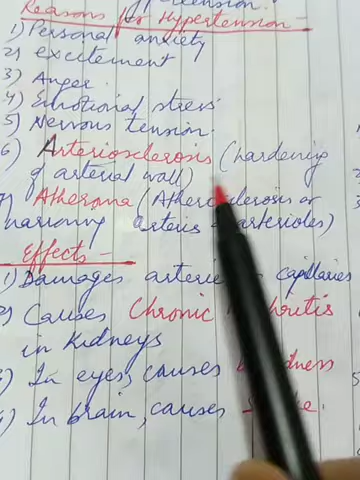 tension.
Reasons for Hypertension -
1) Personal anxiety
2) excitement
3) Anger.
4) Emotional stress
5) Nervous tension.
6) Arteriosclerosis (hardening
of arterial wall)
7) Atheroma (Atherosclerosis or
narrowing arteries arterioles)
Effects -
1) Damages capillaries
2) Causes Chronic
in Kidneys
3) In eyes, causes
4) In brain, causes